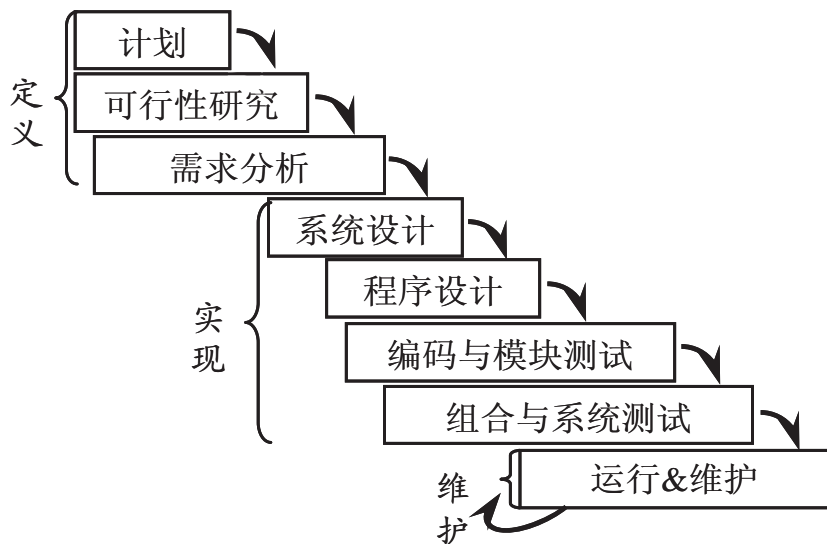 计划
可行性研究
定义
需求分析
系统设计
程序设计
实现
编码与模块测试
组合与系统测试
运行&维护
维护